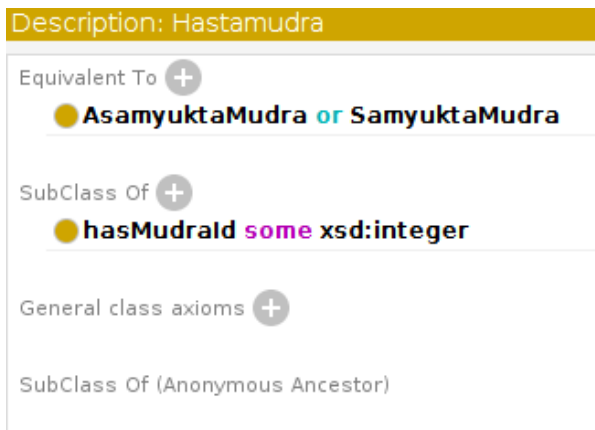 Description: Hastamudra
Equivalent To
AsamyuktaMudra or SamyuktaMudra
SubClass Of
hasMudraId some xsd:integer
General class axioms
SubClass Of (Anonymous Ancestor)